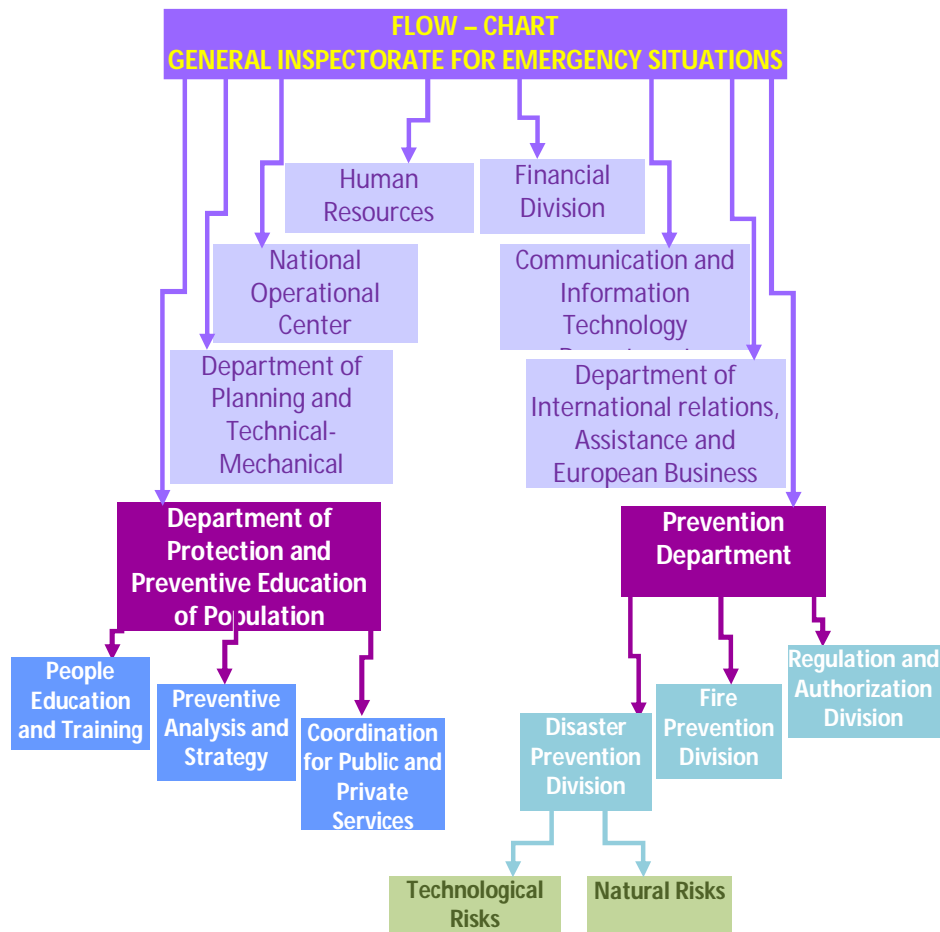 FLOW – CHART
GENERAL INSPECTORATE FOR EMERGENCY SITUATIONS
Human
Resources
Financial
Division
National
Operational
Center
Communication and
Information
Technology
Department of
Planning and
Technical-
Mechanical
Department of
International relations,
Assistance and
European Business
Department of
Protection and
Preventive Education
of Population
Prevention
Department
People
Education
and Training
Preventive
Analysis and
Strategy
Coordination
for Public and
Private
Services
Disaster
Prevention
Division
Fire
Prevention
Division
Regulation and
Authorization
Division
Technological
Risks
Natural Risks